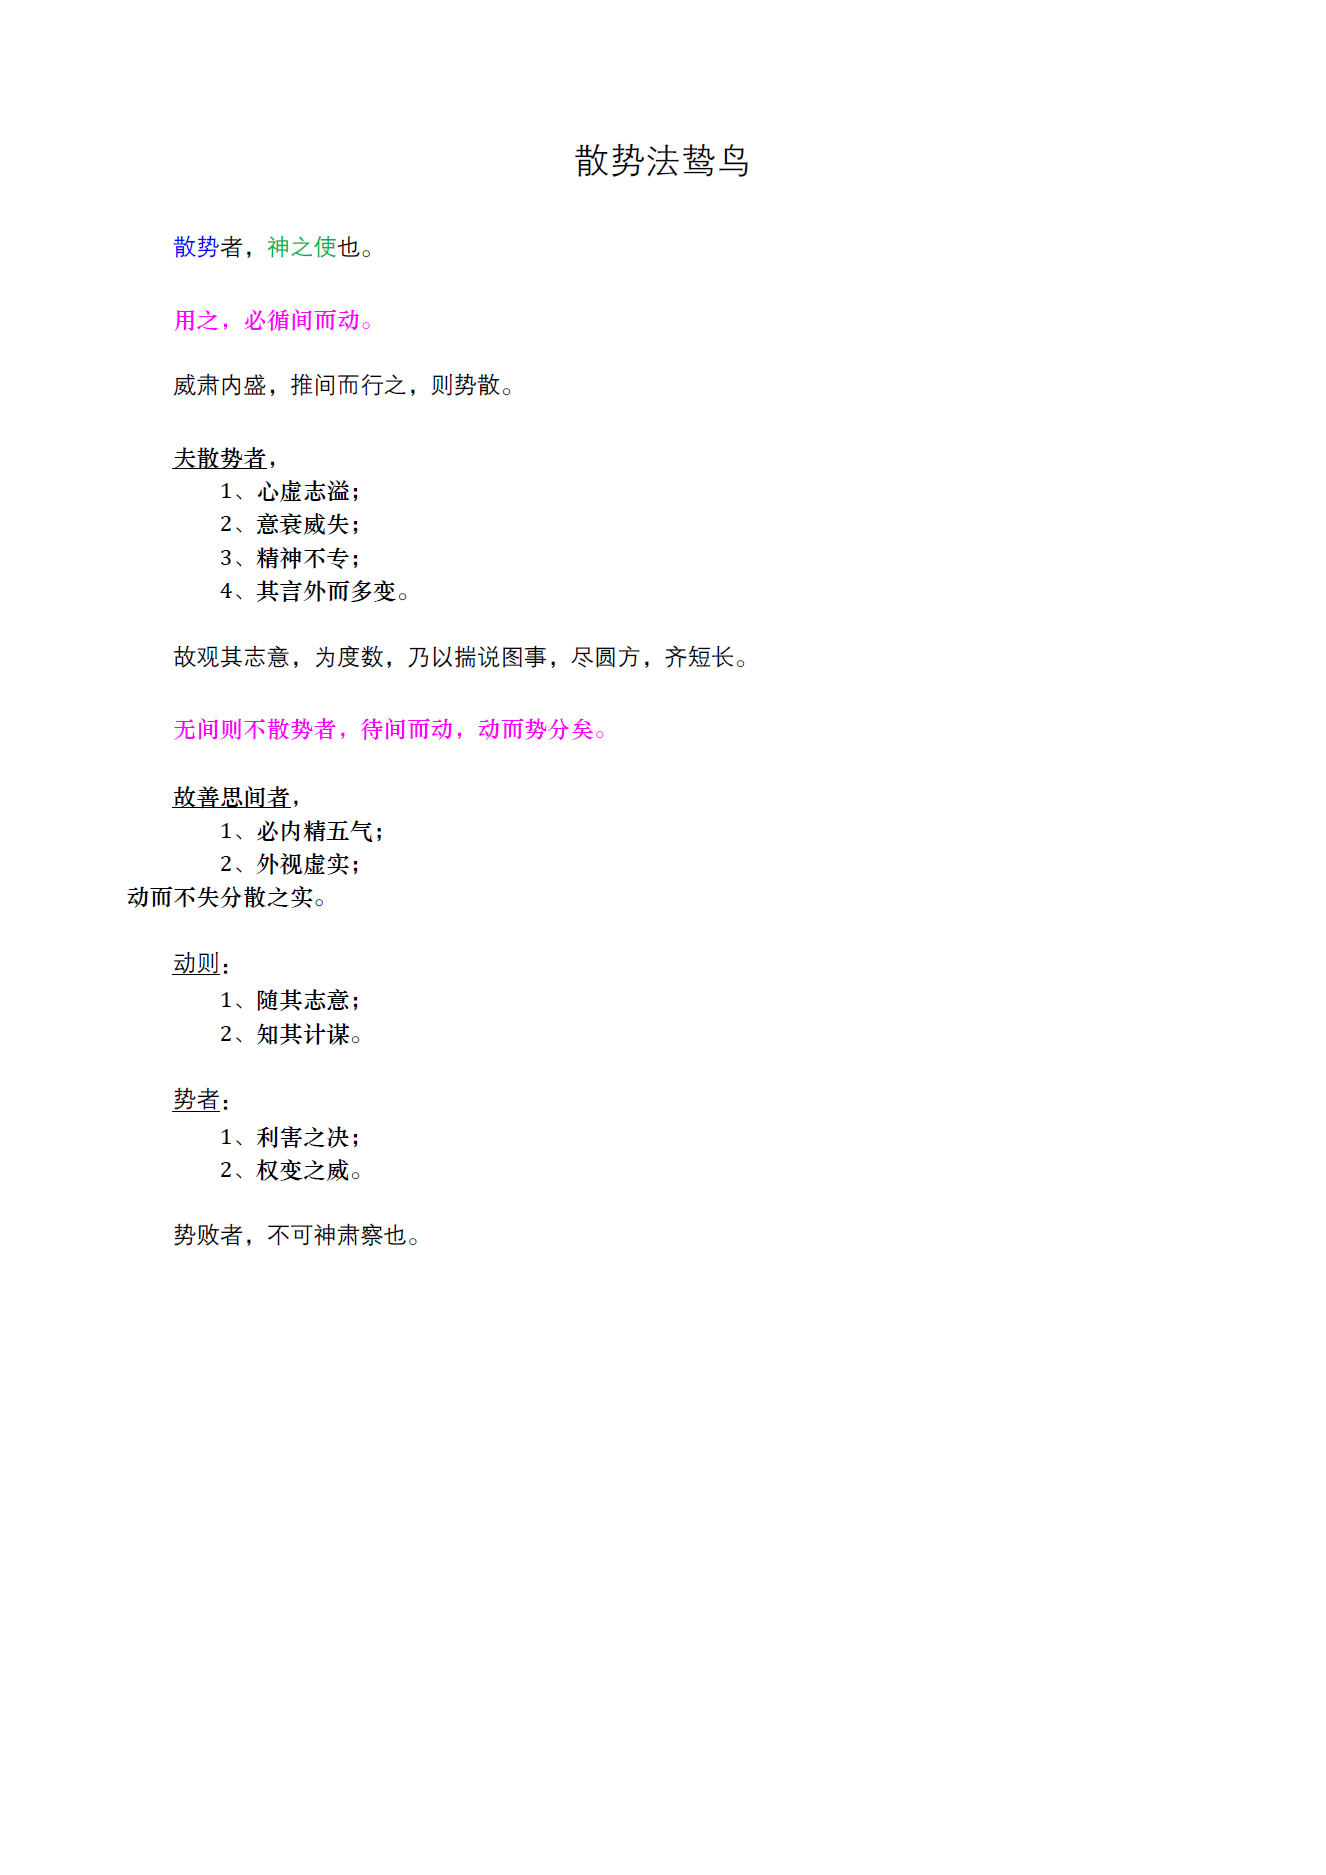 散势法鸷鸟
散势者，神之使也。
用之，必循间而动。
威肃内盛，推间而行之，则势散。
夫散势者，
1、心虚志溢；
2、意衰威失；
3、精神不专；
4、其言外而多变。
故观其志意，为度数，乃以揣说图事，尽圆方，齐短长。
无间则不散势者，待间而动，动而势分矣。
故善思间者，
1、必内精五气；
2、外视虚实；
动而不失分散之实。
动则：
1、随其志意；
2、知其计谋。
势者：
1、利害之决；
2、权变之威。
势败者，不可神肃察也。